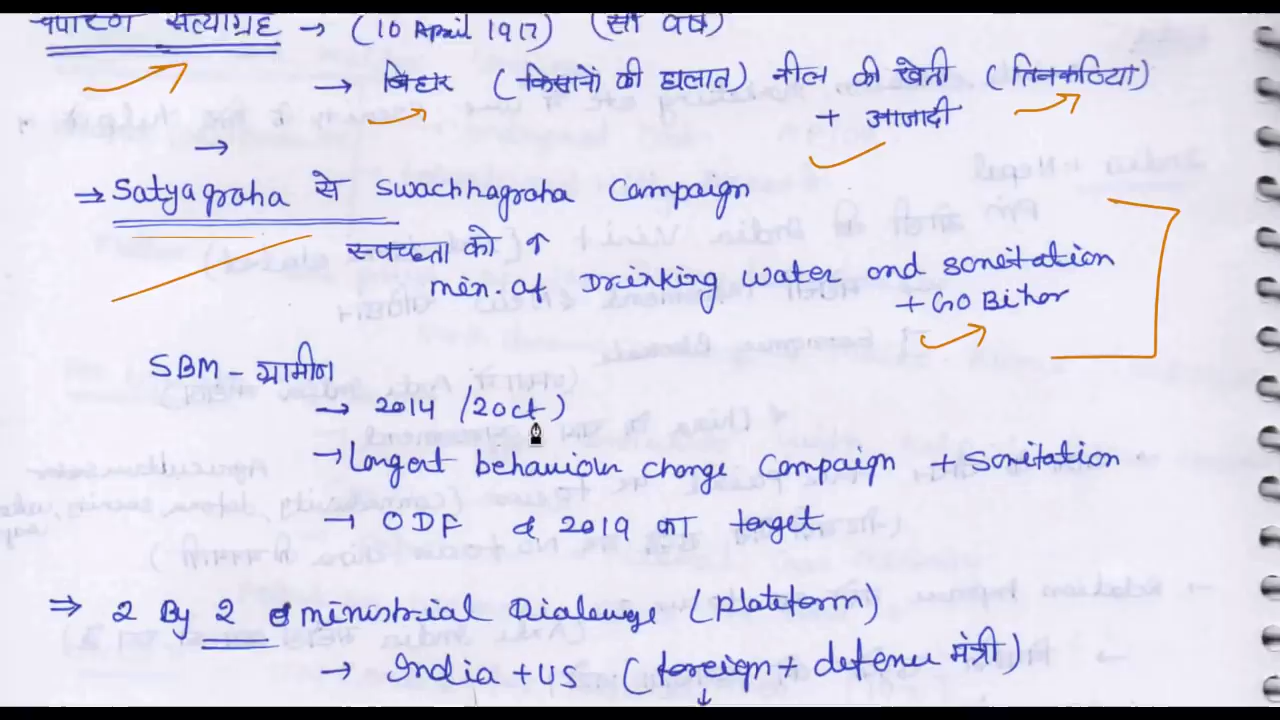 चंपारण सत्याग्रह → (10 April 1917) (सौ वर्ष)
→ बिहार (किसानों की हालात) नील की खेती (तिनकठिया)
+ आजादी
→
⇒ Satyagraha से Swachhagraha Campaign
स्वच्छता को ↑
min. of Drinking water and sanitation
+ GO Bihar
SBM - ग्रामीण
→ 2014 (2 Oct)
→ Longest behaviour change Campaign + Sanitation
→ ODF 2019 का target
⇒ 2 By 2 ministrial Dialouge (plateform)
→ India + US (foreign + defence मंत्री)
↓